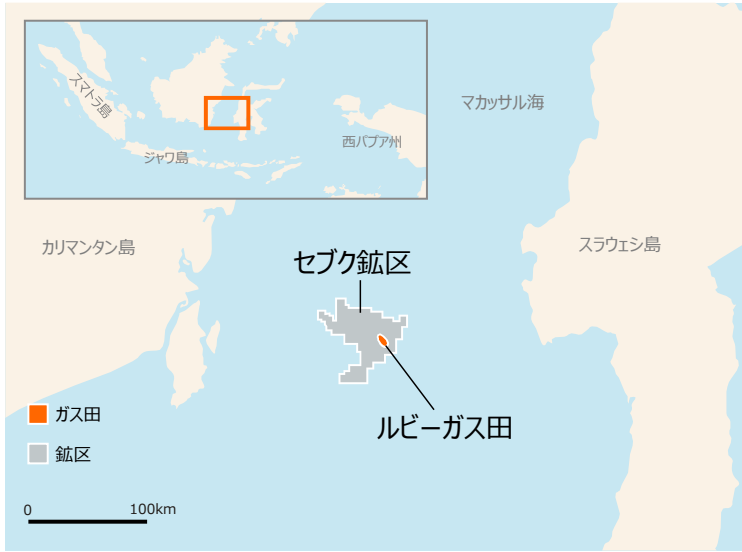 スマトラ島
ジャワ島
西パプア州
マカッサル海
カリマンタン島
スラウェシ島
セブク鉱区
ルビーガス田
ガス田
鉱区
0 100km